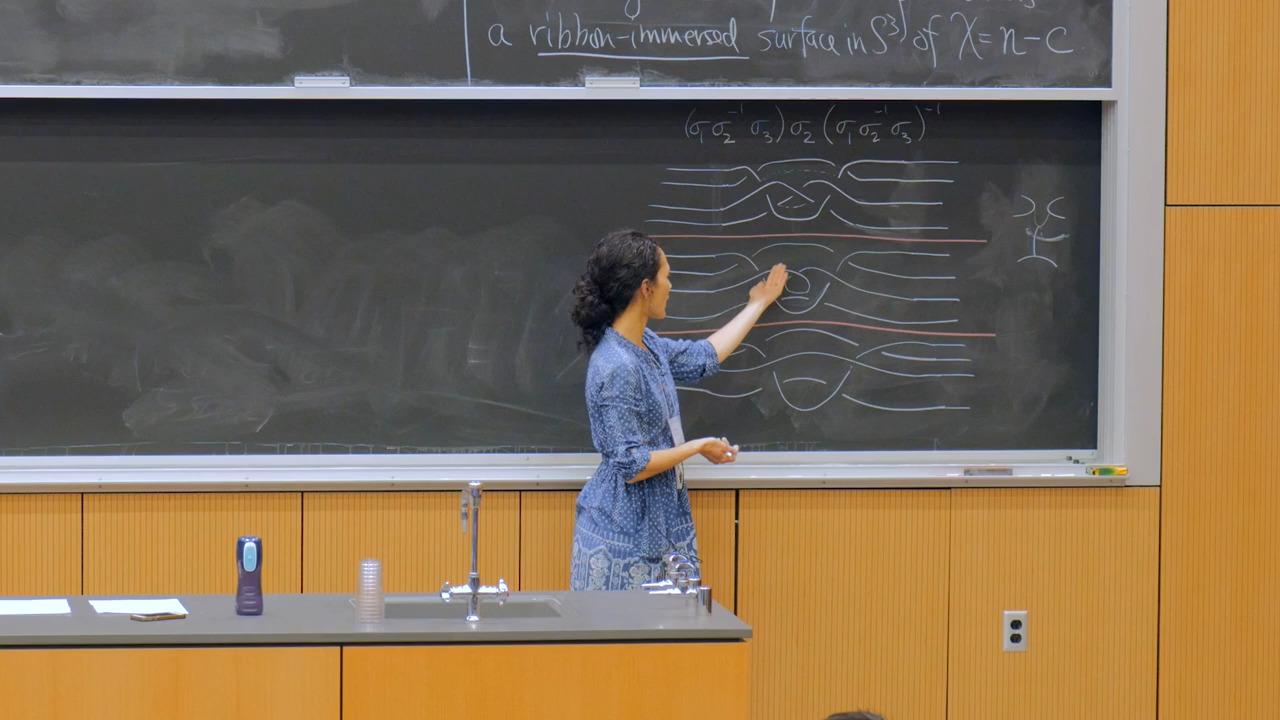 a ribbon-immersed surface in S³ of χ = n-c
(σ₁σ₂⁻¹σ₃)σ₂(σ₁σ₂⁻¹σ₃)⁻¹